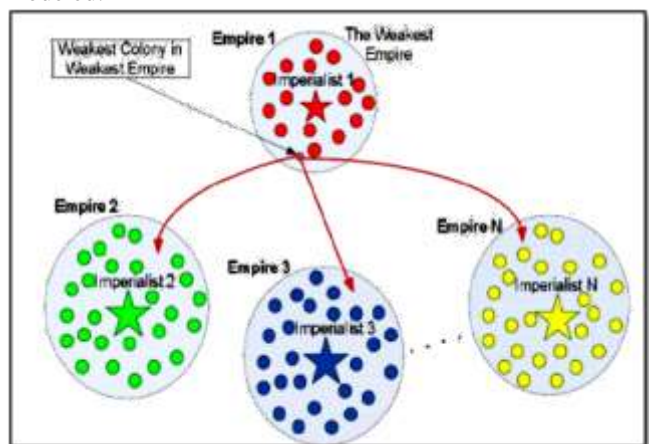 Empire 1
The Weakest
Empire
Weakest Colony in
Weakest Empire
Imperialist 1
Empire 2
Imperialist 2
Empire 3
Imperialist 3
Empire N
Imperialist N